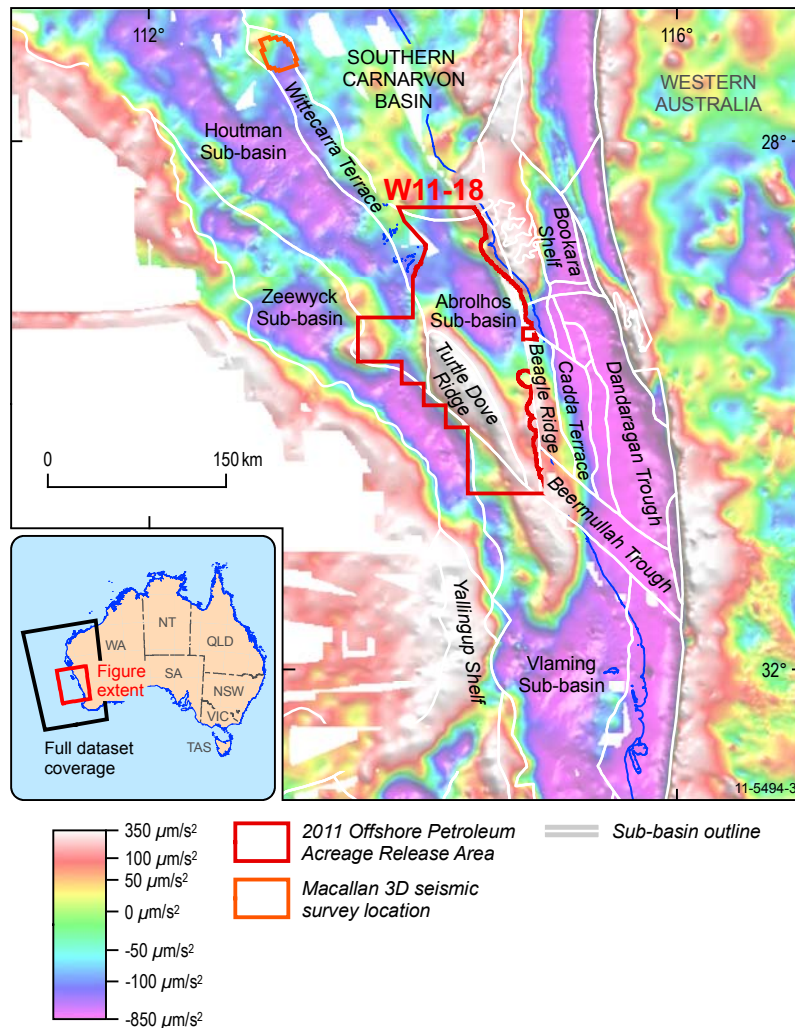 112°
116°
SOUTHERN
CARNARVON
BASIN
WESTERN
AUSTRALIA
Houtman
Sub-basin
Wittecarra Terrace
28°
W11-18
Bookara
Shelf
Zeewyck
Sub-basin
Abrolhos
Sub-basin
Turtle Dove
Ridge
Beagle Ridge
Cadda Terrace
Dandaragan Trough
0
150 km
Beermullah Trough
Yallingup Shelf
Vlaming
Sub-basin
32°
WA
NT
QLD
SA
NSW
VIC
TAS
Figure
extent
Full dataset
coverage
11-5494-3
350 µm/s²
100 µm/s²
50 µm/s²
0 µm/s²
-50 µm/s²
-100 µm/s²
-850 µm/s²
2011 Offshore Petroleum
Acreage Release Area
Macallan 3D seismic
survey location
Sub-basin outline